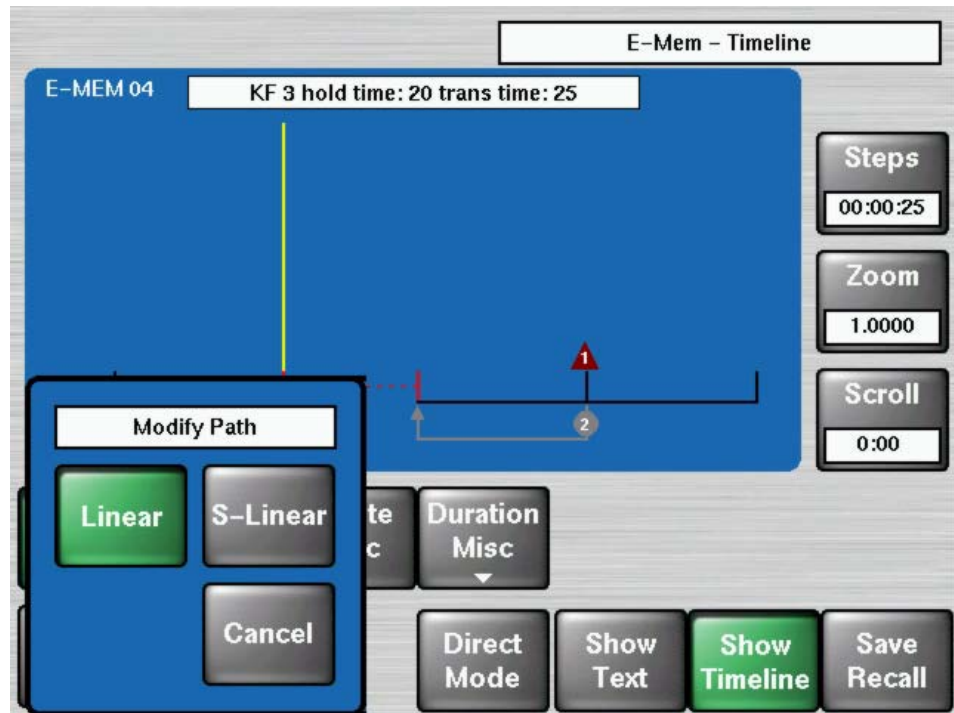 E-Mem - Timeline
E-MEM 04
KF 3 hold time: 20 trans time: 25
Steps
00:00:25
Zoom
1.0000
1
Scroll
0:00
2
Modify Path
Linear
S-Linear
Cancel
te
c
Duration
Misc
Direct
Mode
Show
Text
Show
Timeline
Save
Recall